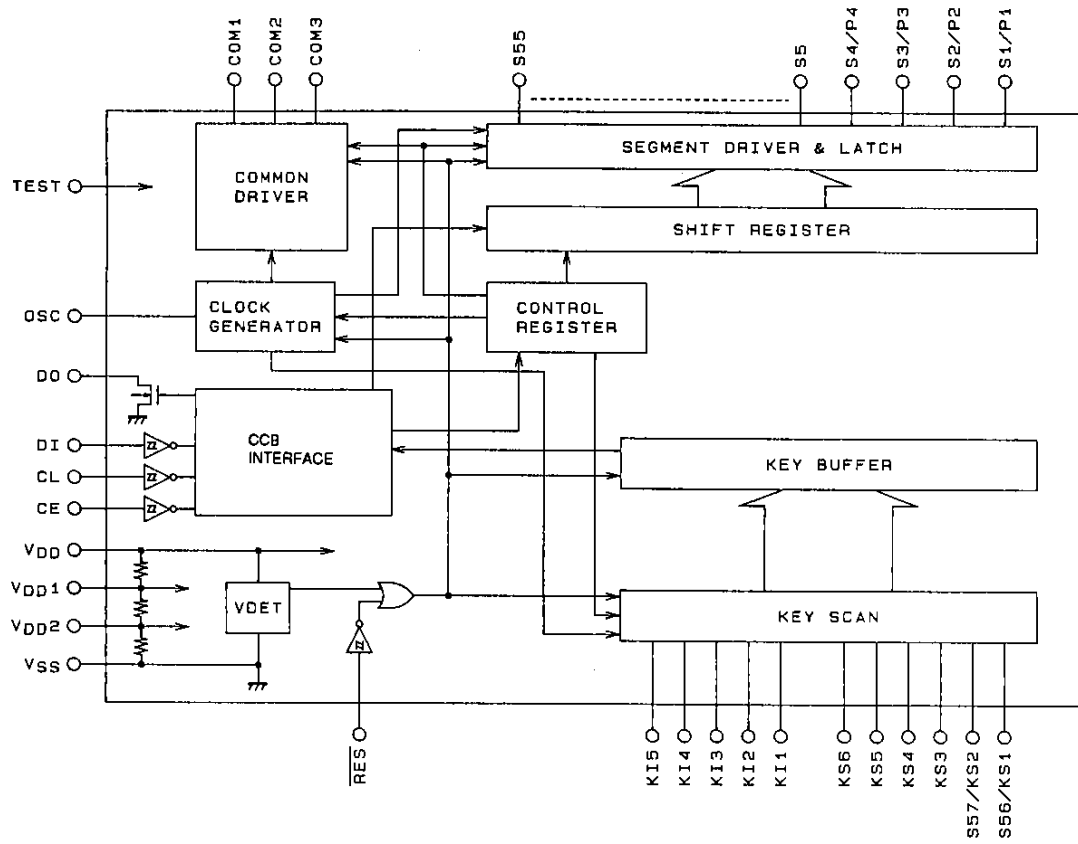 COM1
COM2
COM3
S55
S5
S4/P4
S3/P3
S2/P2
S1/P1
TEST
COMMON
DRIVER
SEGMENT DRIVER & LATCH
SHIFT REGISTER
OSC
CLOCK
GENERATOR
CONTROL
REGISTER
DO
DI
CL
CE
CCB
INTERFACE
KEY BUFFER
VDD
VDD1
VDD2
VSS
VDET
KEY SCAN
RES
KI5
KI4
KI3
KI2
KI1
KS6
KS5
KS4
KS3
S57/KS2
S56/KS1